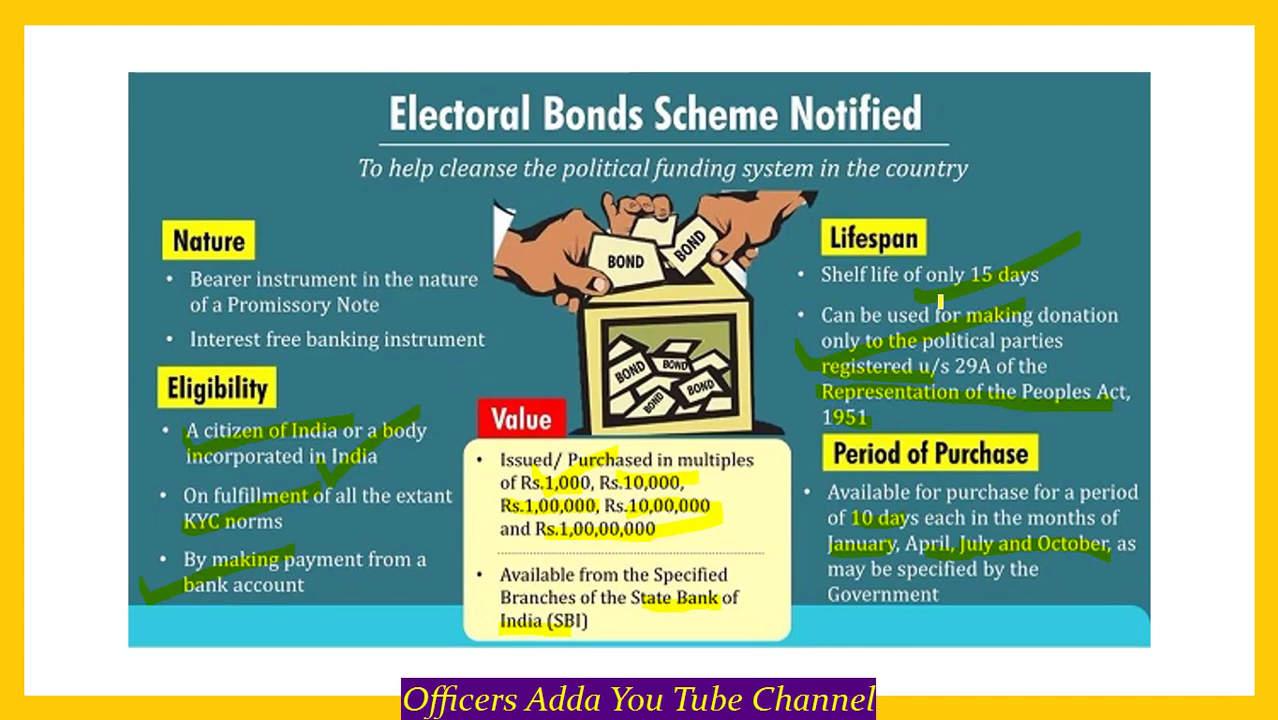 Electoral Bonds Scheme Notified
To help cleanse the political funding system in the country
Nature
• Bearer instrument in the nature
of a Promissory Note
• Interest free banking instrument
Eligibility
• A citizen of India or a body
incorporated in India
• On fulfillment of all the extant
KYC norms
• By making payment from a
bank account
BOND
BOND
BOND
BOND
BOND
BOND
Value
• Issued/ Purchased in multiples
of Rs.1,000, Rs.10,000,
Rs.1,00,000, Rs.10,00,000
and Rs.1,00,00,000
• Available from the Specified
Branches of the State Bank of
India (SBI)
Lifespan
• Shelf life of only 15 days
• Can be used for making donation
only to the political parties
registered u/s 29A of the
Representation of the Peoples Act,
1951
Period of Purchase
• Available for purchase for a period
of 10 days each in the months of
January, April, July and October, as
may be specified by the
Government
Officers Adda You Tube Channel